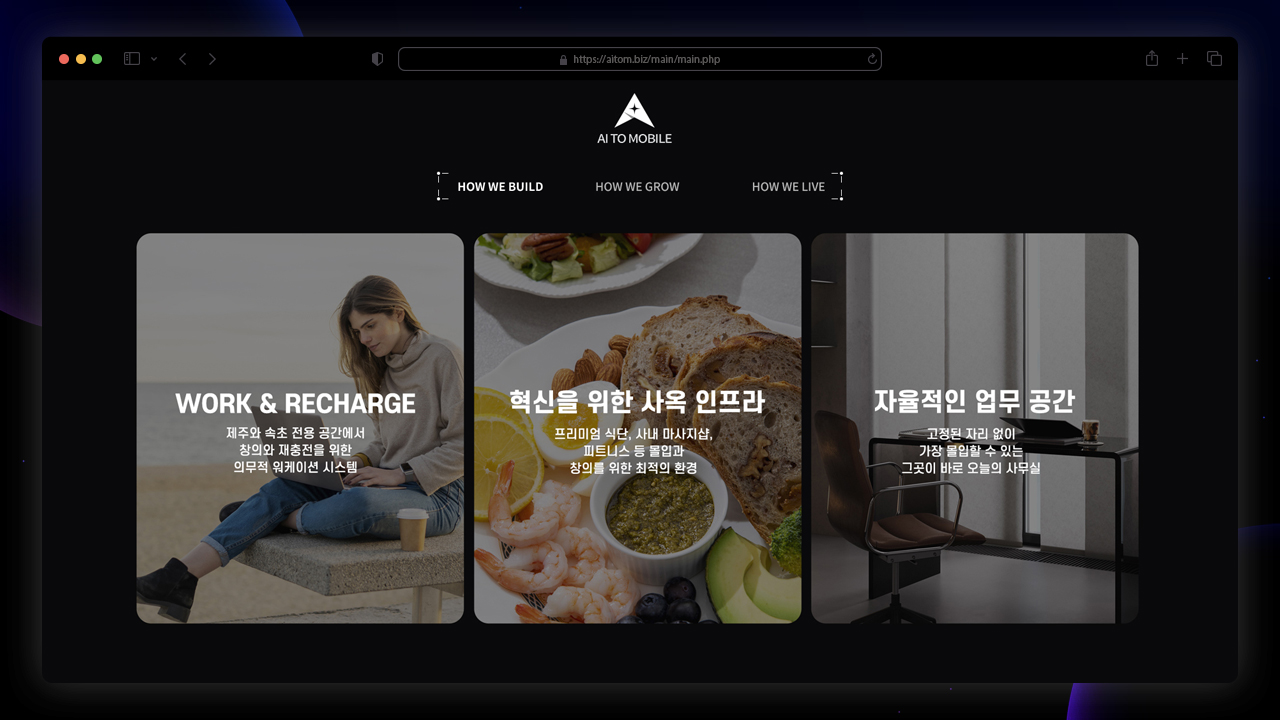 https://aitom.biz/main/main.php
AI TO MOBILE
HOW WE BUILD
HOW WE GROW
HOW WE LIVE
WORK & RECHARGE
제주와 속초 전용 공간에서
창의와 재충전을 위한
의무적 워케이션 시스템
혁신을 위한 사옥 인프라
프리미엄 식단, 사내 마사지샵,
피트니스 등 몰입과
창의를 위한 최적의 환경
자율적인 업무 공간
고정된 자리 없이
가장 몰입할 수 있는
그곳이 바로 오늘의 사무실